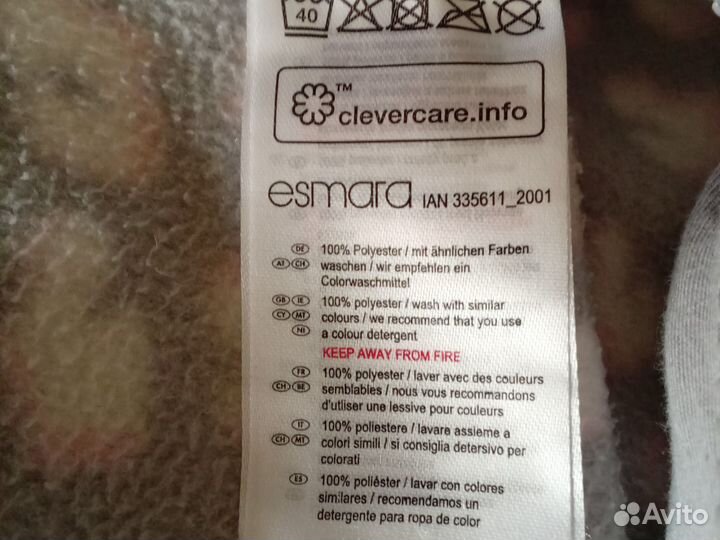 40
™
clevercare.info
esmara IAN 335611_2001
DE 100% Polyester / mit ähnlichen Farben
AT CH waschen / wir empfehlen ein
Colorwaschmittel
GB IE 100% polyester / wash with similar
CY MT colours / we recommend that you use
NI a colour detergent
KEEP AWAY FROM FIRE
FR 100% polyester / laver avec des couleurs
CH BE semblables / nous vous recommandons
d'utliser une lessive pour couleurs
IT 100% poliestere / lavare assieme a
CH MT colori simili / si consiglia detersivo per
colorati
ES 100% poliéster / lavar con colores
similares / recomendamos un
detergente para ropa de color
Avito